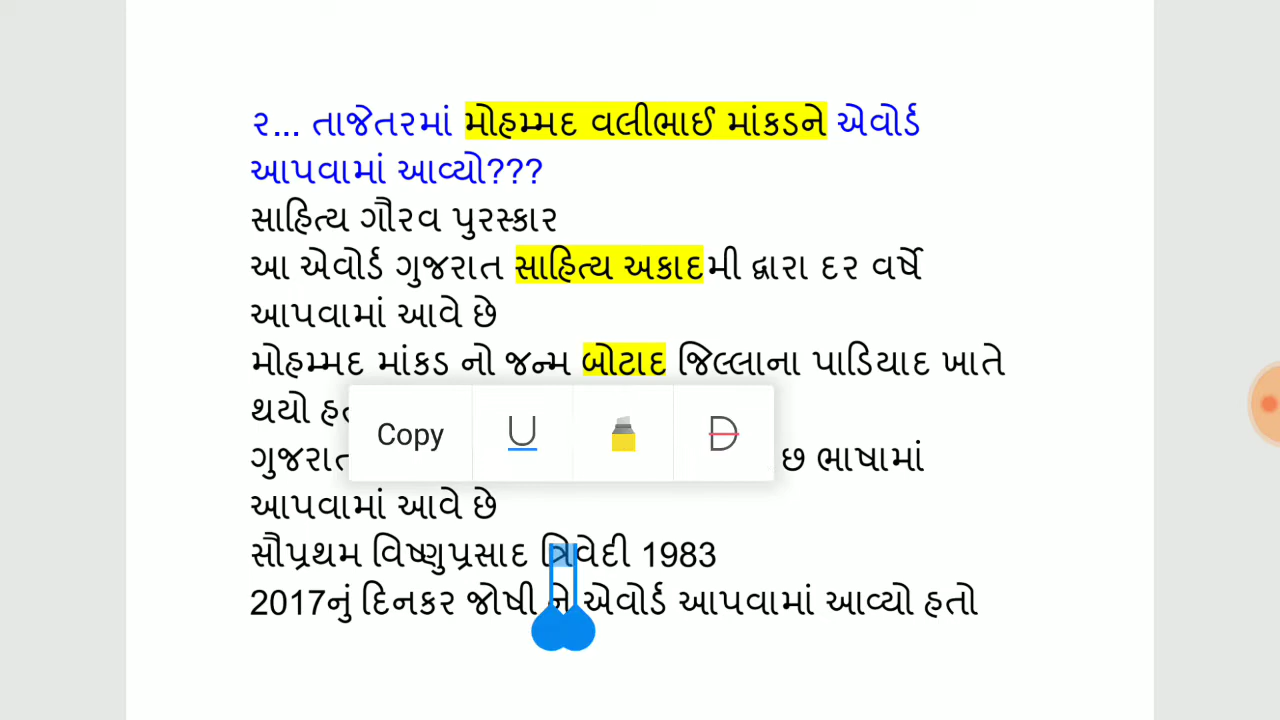 ૨... તાજેતરમાં મોહમ્મદ વલીભાઈ માંકડને એવોર્ડ
આપવામાં આવ્યો???
સાહિત્ય ગૌરવ પુરસ્કાર
આ એવોર્ડ ગુજરાત સાહિત્ય અકાદમી દ્વારા દર વર્ષે
આપવામાં આવે છે
મોહમ્મદ માંકડ નો જન્મ બોટાદ જિલ્લાના પાડિયાદ ખાતે
થયો
Copy
છ ભાષામાં
આપવામાં આવે છે
સૌપ્રથમ વિષ્ણુપ્રસાદ ત્રિવેદી 1983
2017નું દિનકર જોષી ને એવોર્ડ આપવામાં આવ્યો હતો